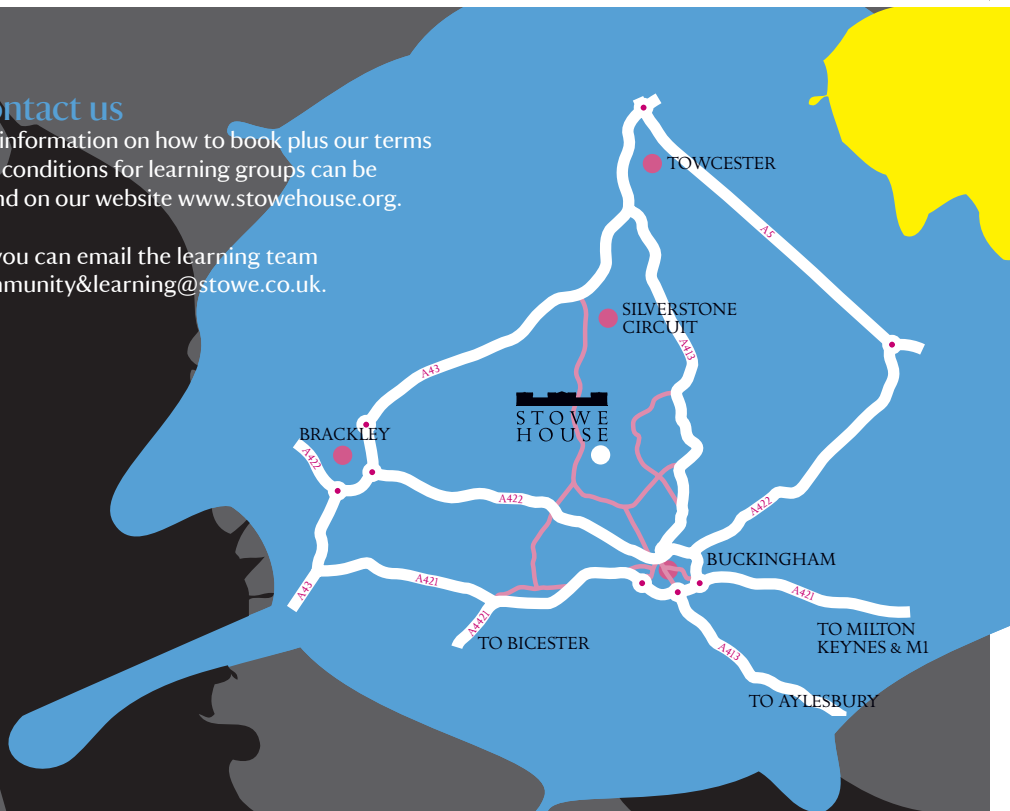 ontact us
information on how to book plus our terms
conditions for learning groups can be
nd on our website www.stowehouse.org.
you can email the learning team
mmunity&learning@stowe.co.uk.
TOWCESTER
A5
SILVERSTONE
CIRCUIT
A413
A43
STOWE
HOUSE
BRACKLEY
A422
A422
A422
BUCKINGHAM
A421
A421
A43
A4421
TO BICESTER
TO MILTON
KEYNES & M1
A413
TO AYLESBURY